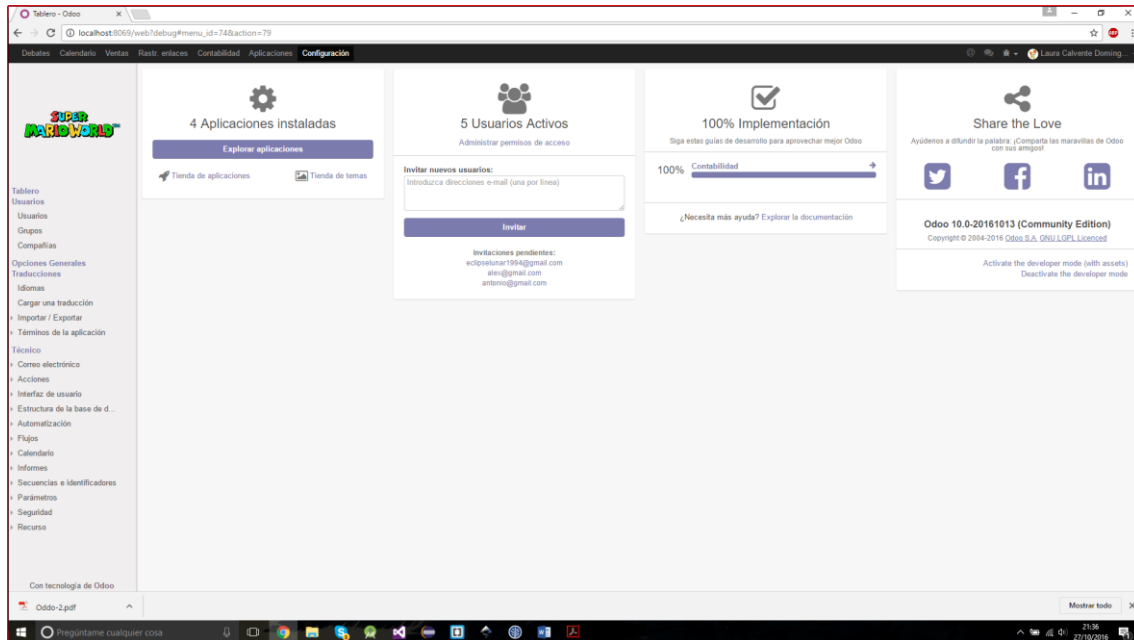 Tablero - Odoo
localhost:8069/web?debug#menu_id=74&action=79
Debates Calendario Ventas Rastr. enlaces Contabilidad Aplicaciones Configuración
Laura Calvente Doming...
SUPER
MARIO WORLD
Tablero
Usuarios
Usuarios
Grupos
Compañías
Opciones Generales
Traducciones
Idiomas
Cargar una traducción
Importar / Exportar
Términos de la aplicación
Técnico
Correo electrónico
Acciones
Interfaz de usuario
Estructura de la base de d...
Automatización
Flujos
Calendario
Informes
Secuencias e identificadores
Parámetros
Seguridad
Recurso
Con tecnología de Odoo
4 Aplicaciones instaladas
Explorar aplicaciones
Tienda de aplicaciones
Tienda de temas
5 Usuarios Activos
Administrar permisos de acceso
Invitar nuevos usuarios:
Introduzca direcciones e-mail (una por línea)
Invitar
Invitaciones pendientes:
eclipselunar1994@gmail.com
alex@gmail.com
antonio@gmail.com
100% Implementación
Siga estas guías de desarrollo para aprovechar mejor Odoo
100% Contabilidad
¿Necesita más ayuda? Explorar la documentación
Share the Love
Ayúdenos a difundir la palabra: ¡Comparta las maravillas de Odoo
con sus amigos!
Odoo 10.0-20161013 (Community Edition)
Copyright © 2004-2016 Odoo S.A. GNU LGPL Licenced
Activate the developer mode (with assets)
Deactivate the developer mode
Oddo-2.pdf
Mostrar todo
Pregúntame cualquier cosa
21:36
27/10/2016